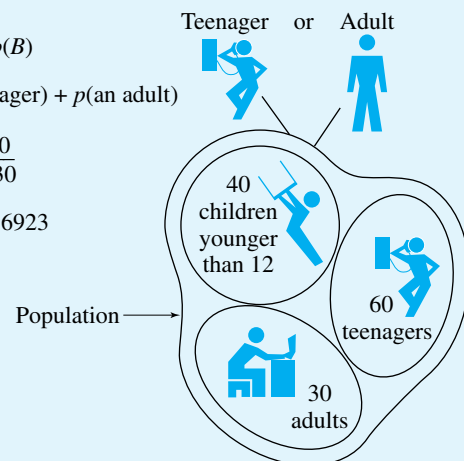 Teenager or Adult
(B)
ager) + p(an adult)
0
30
6923
40
children
younger
than 12
60
teenagers
Population
30
adults